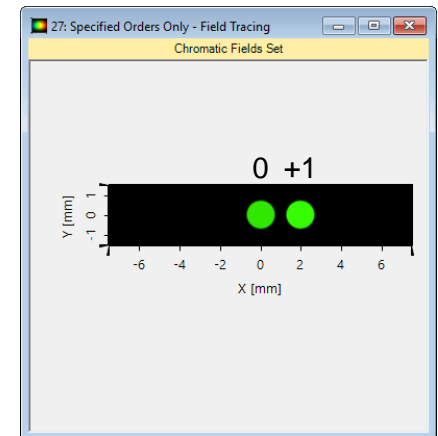 27: Specified Orders Only - Field Tracing
Chromatic Fields Set
0 +1
Y [mm]
1
0
-1
-6 -4 -2 0 2 4 6
X [mm]